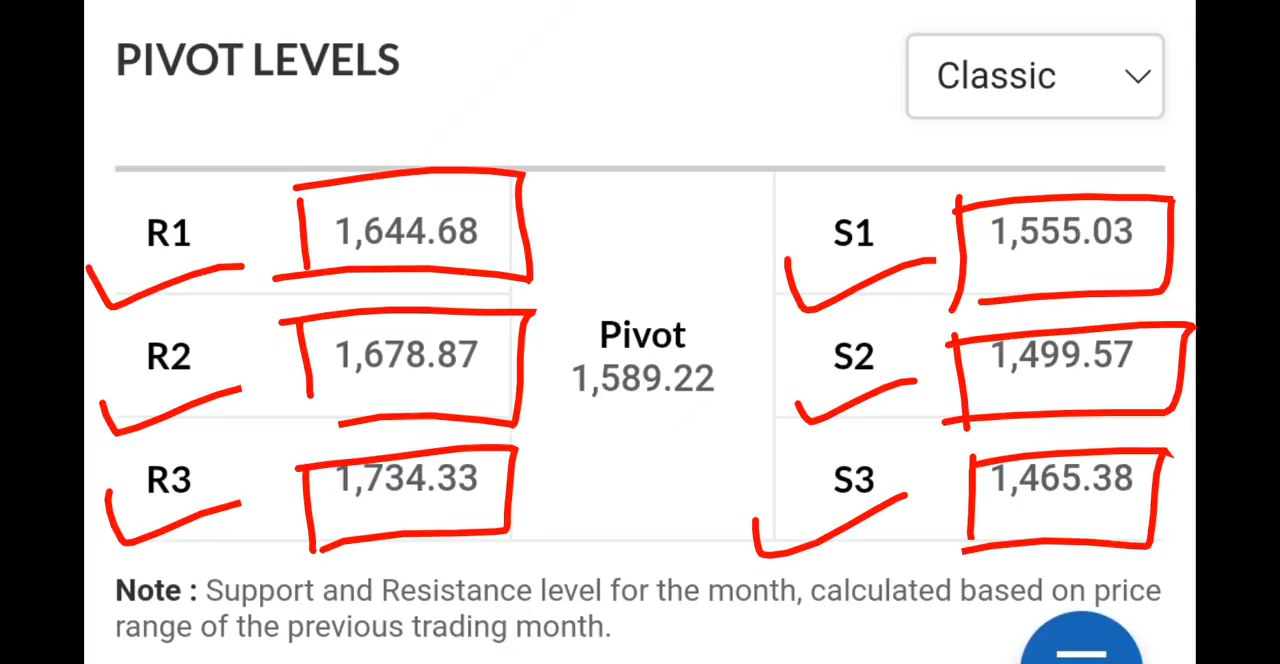 PIVOT LEVELS
Classic
R1 1,644.68
R2 1,678.87
R3 1,734.33
Pivot
1,589.22
S1 1,555.03
S2 1,499.57
S3 1,465.38
Note : Support and Resistance level for the month, calculated based on price
range of the previous trading month.